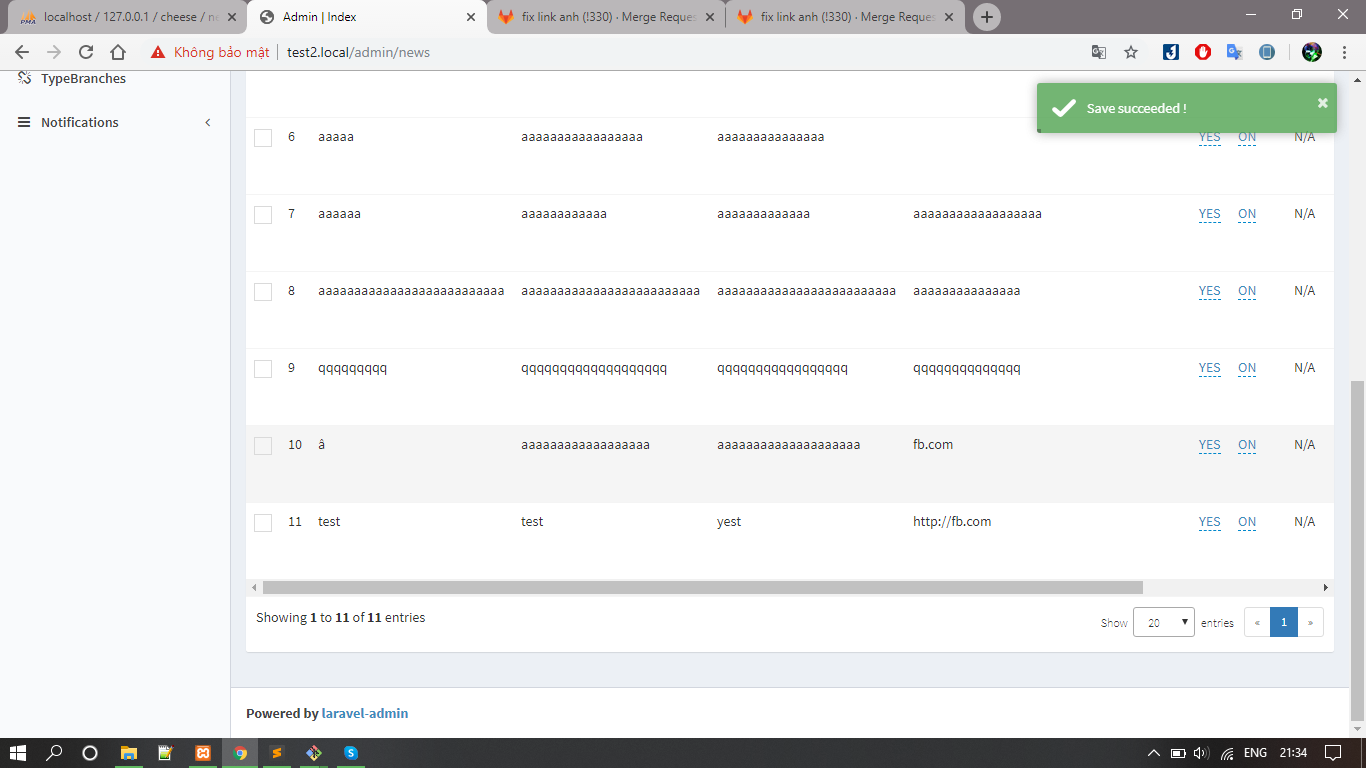 localhost / 127.0.0.1 / cheese / ne
Admin | Index
fix link anh (!330) · Merge Reques
fix link anh (!330) · Merge Reques
Không bảo mật test2.local/admin/news
TypeBranches
Notifications
Save succeeded !
6 aaaaa aaaaaaaaaaaaaaaaa aaaaaaaaaaaaaaa YES ON N/A
7 aaaaaa aaaaaaaaaaaa aaaaaaaaaaaaa aaaaaaaaaaaaaaaaaa YES ON N/A
8 aaaaaaaaaaaaaaaaaaaaaaaaaa aaaaaaaaaaaaaaaaaaaaaaaaa aaaaaaaaaaaaaaaaaaaaaaaaa aaaaaaaaaaaaaaa YES ON N/A
9 qqqqqqqqq qqqqqqqqqqqqqqqqqqq qqqqqqqqqqqqqqqqq qqqqqqqqqqqqqq YES ON N/A
10 â aaaaaaaaaaaaaaaaaa aaaaaaaaaaaaaaaaaaaa fb.com YES ON N/A
11 test test yest http://fb.com YES ON N/A
Showing 1 to 11 of 11 entries
Show 20 entries « 1 »
Powered by laravel-admin
ENG 21:34